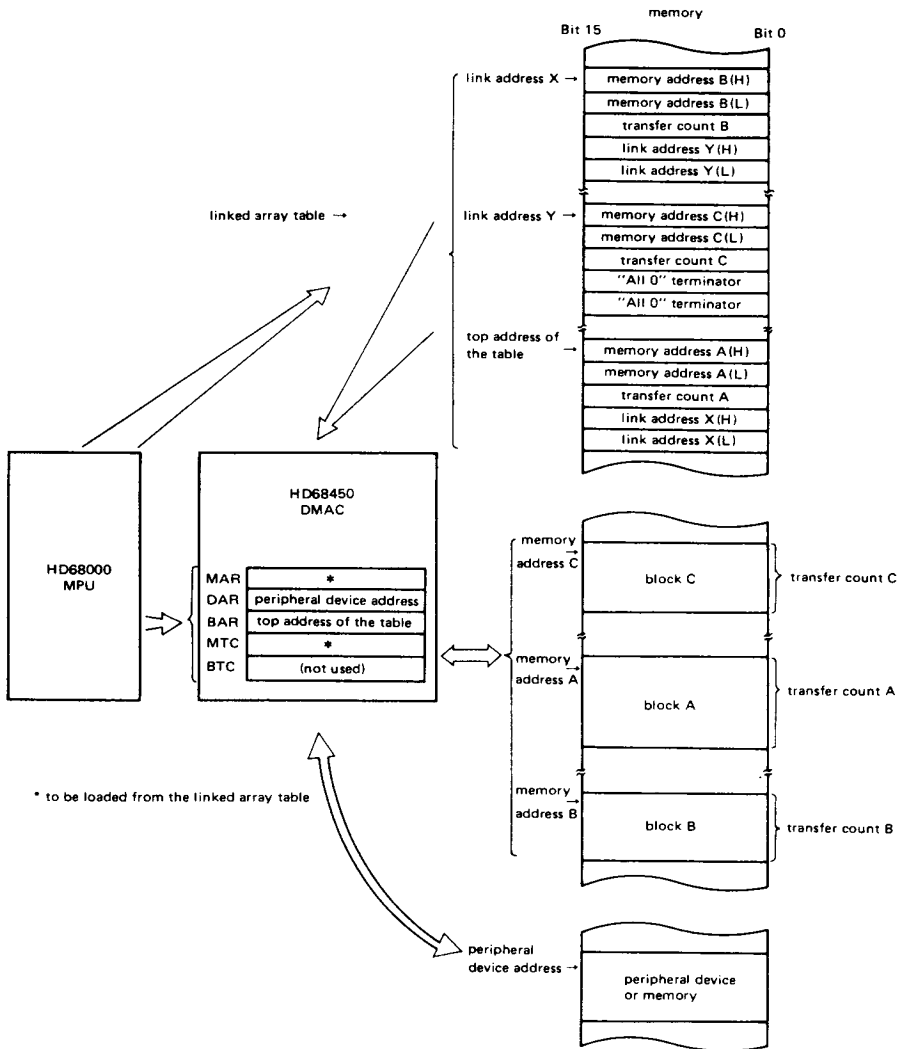 memory
Bit 15 Bit 0
link address X → memory address B(H)
memory address B(L)
transfer count B
link address Y(H)
link address Y(L)
linked array table →
link address Y → memory address C(H)
memory address C(L)
transfer count C
"All 0" terminator
"All 0" terminator
top address of
the table → memory address A(H)
memory address A(L)
transfer count A
link address X(H)
link address X(L)
HD68000
MPU
HD68450
DMAC
MAR *
DAR peripheral device address
BAR top address of the table
MTC *
BTC (not used)
memory
address C →
block C
transfer count C
memory
address A →
block A
transfer count A
memory
address B →
block B
transfer count B
* to be loaded from the linked array table
peripheral
device address →
peripheral device
or memory